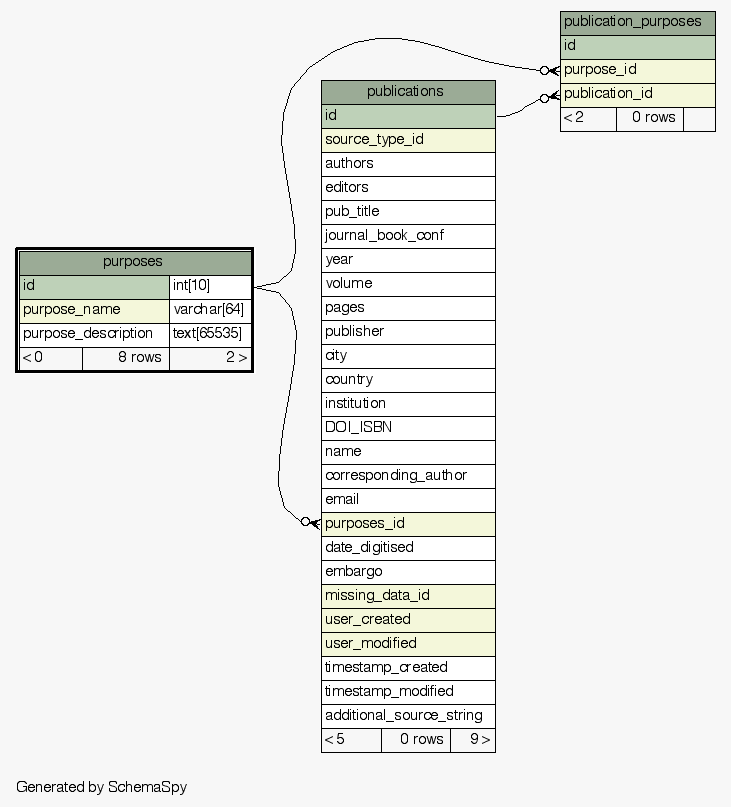 publication_purposes
id
purpose_id
publication_id
< 2 0 rows
publications
id
source_type_id
authors
editors
pub_title
journal_book_conf
year
volume
pages
publisher
city
country
institution
DOI_ISBN
name
corresponding_author
email
purposes_id
date_digitised
embargo
missing_data_id
user_created
user_modified
timestamp_created
timestamp_modified
additional_source_string
< 5 0 rows 9 >
purposes
id int[10]
purpose_name varchar[64]
purpose_description text[65535]
< 0 8 rows 2 >
Generated by SchemaSpy